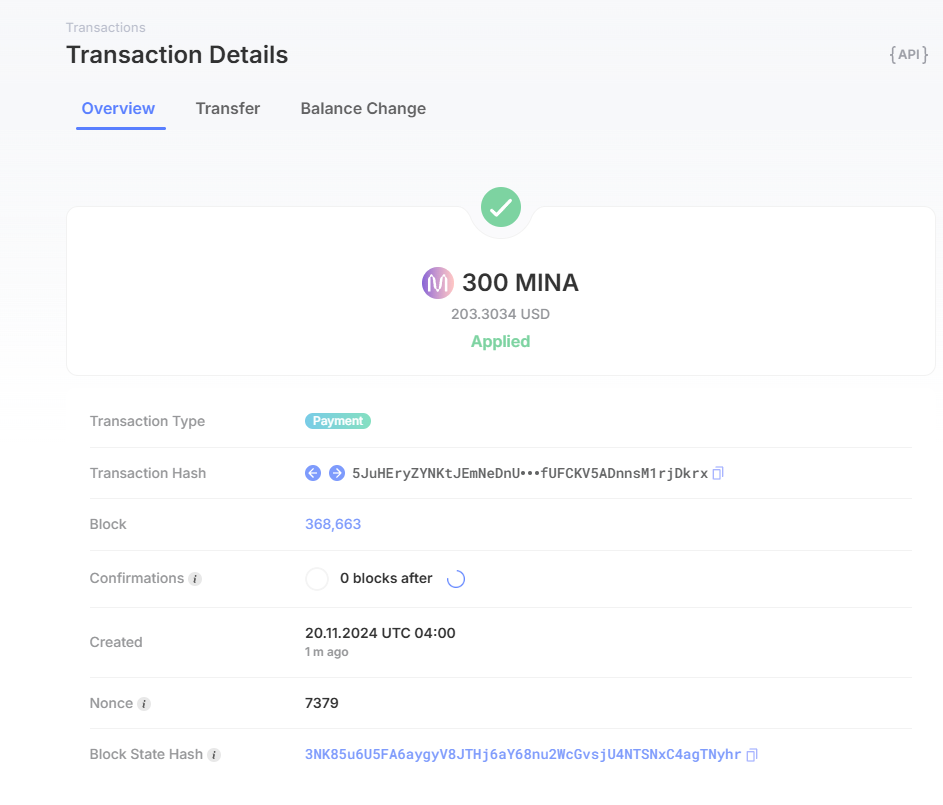 Transactions
Transaction Details
{API}
Overview Transfer Balance Change
300 MINA
203.3034 USD
Applied
Transaction Type Payment
Transaction Hash 5JuHEryZYNKtJEmNeDnU•••fUFCKV5ADnnsM1rjDkrx
Block 368,663
Confirmations i 0 blocks after
Created 20.11.2024 UTC 04:00
1 m ago
Nonce i 7379
Block State Hash i 3NK85u6U5FA6aygyV8JTHj6aY68nu2WcGvsjU4NTSNxC4agTNyhr